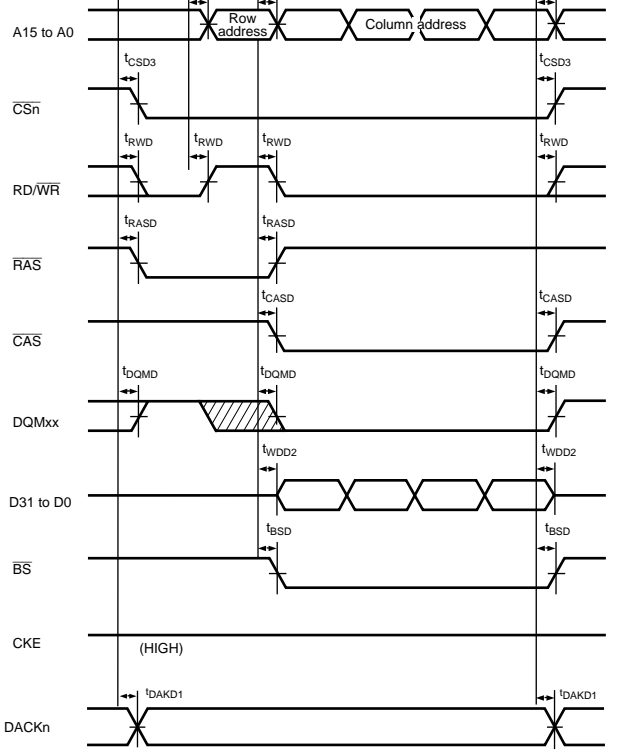 A15 to A0
Row
address
Column address
tCSD3
tCSD3
CSn
tRWD
tRWD
tRWD
tRWD
RD/WR
tRASD
tRASD
RAS
tCASD
tCASD
CAS
tDQMD
tDQMD
tDQMD
DQMxx
tWDD2
tWDD2
D31 to D0
tBSD
tBSD
BS
CKE
(HIGH)
tDAKD1
tDAKD1
DACKn